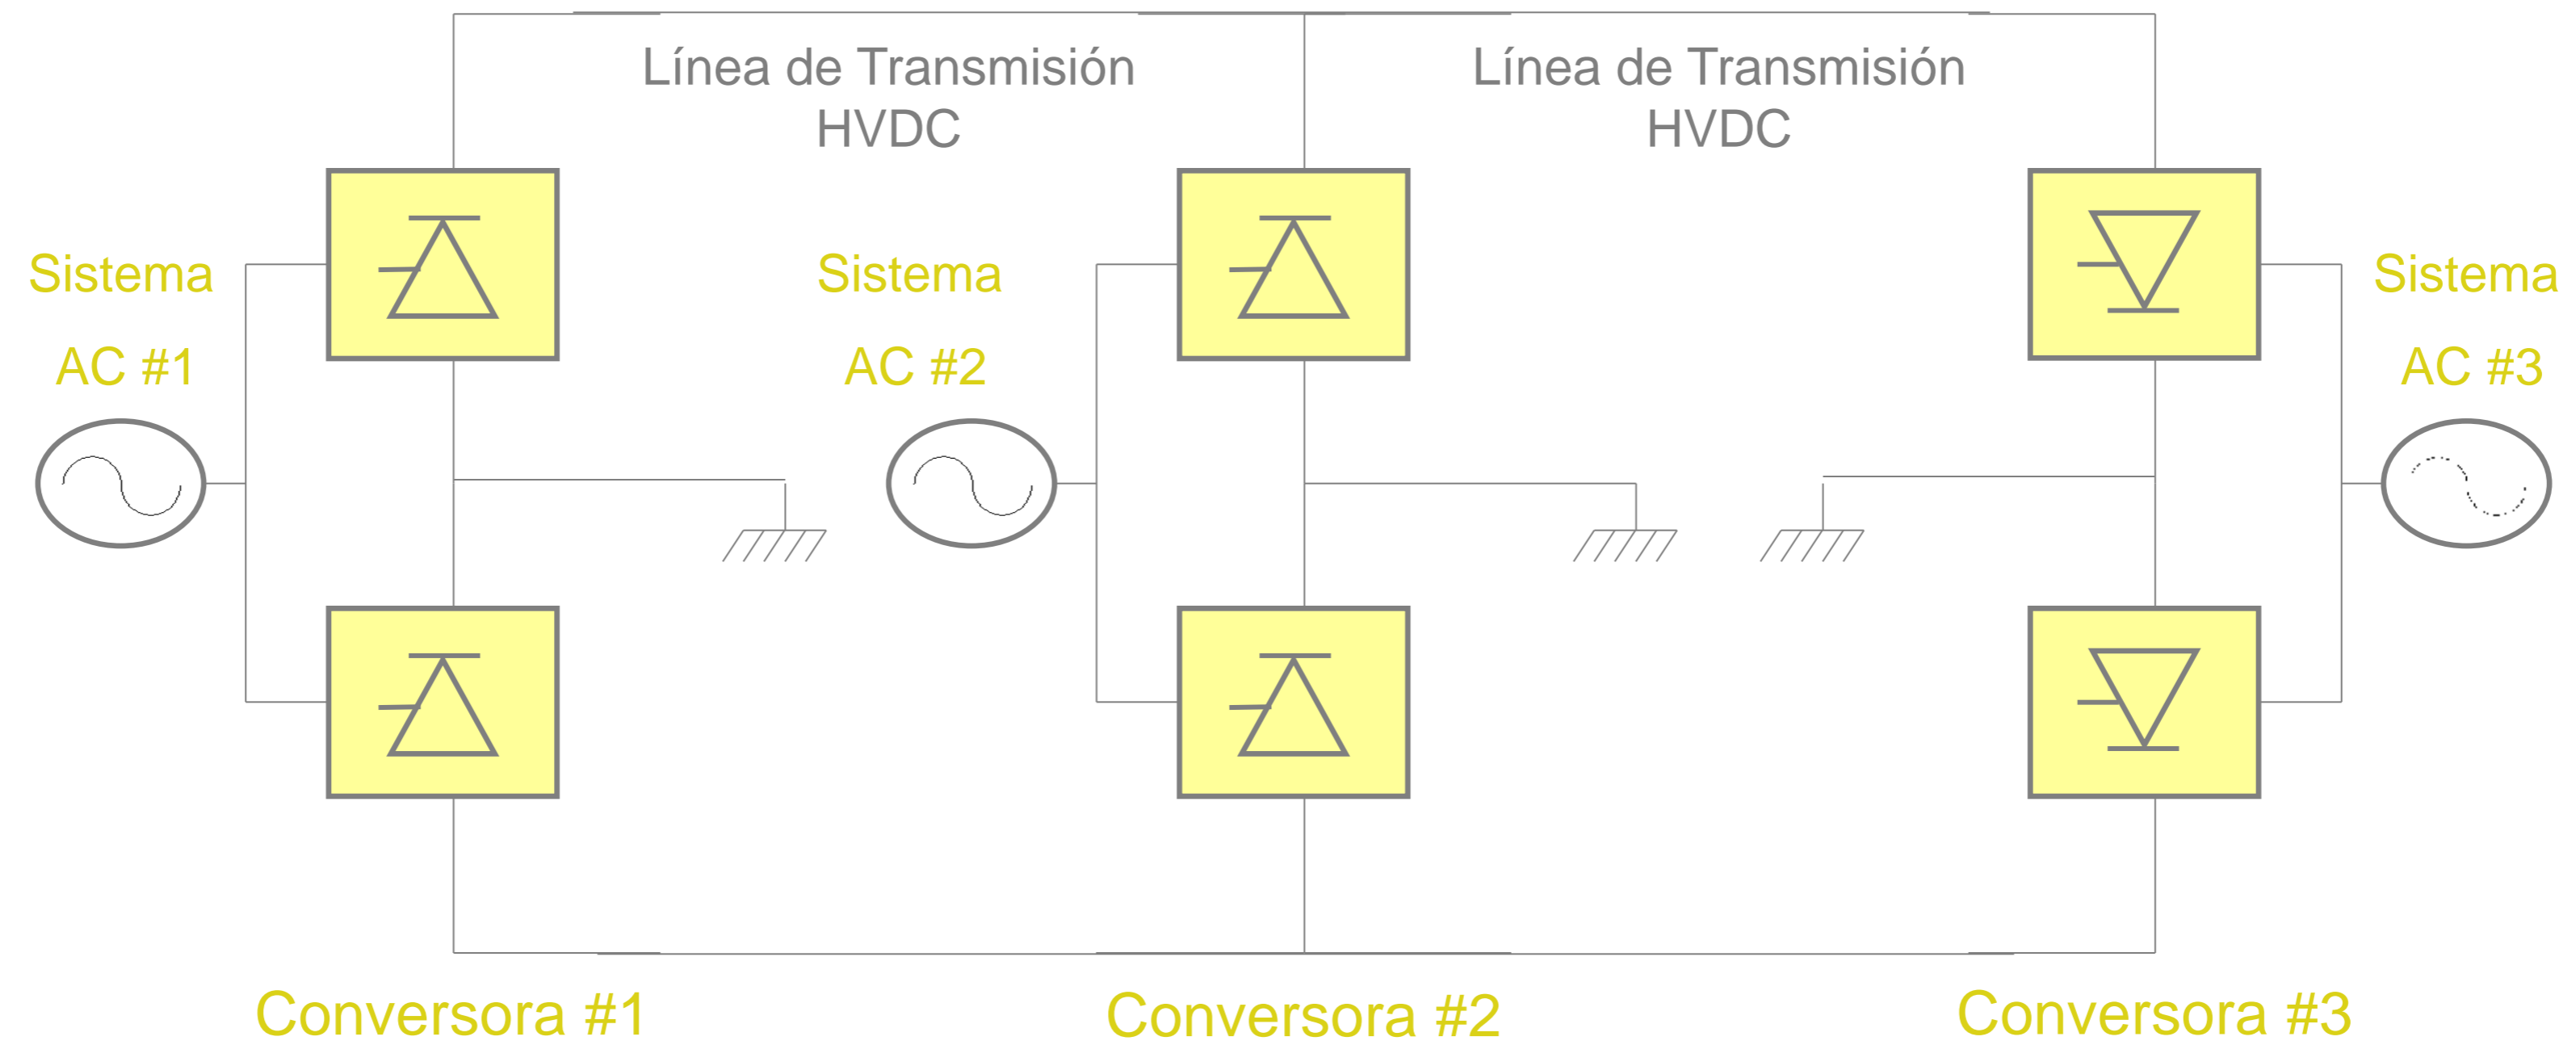 Línea de Transmisión
HVDC
Línea de Transmisión
HVDC
Sistema
AC #1
Sistema
AC #2
Sistema
AC #3
Conversora #1
Conversora #2
Conversora #3